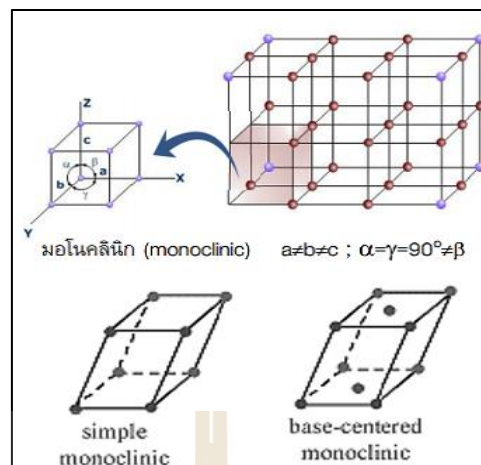 Z
c
α
β
a
b
X
γ
Y
มอโนคลินิก (monoclinic) a≠b≠c ; α=γ=90°≠β
simple
monoclinic
base-centered
monoclinic